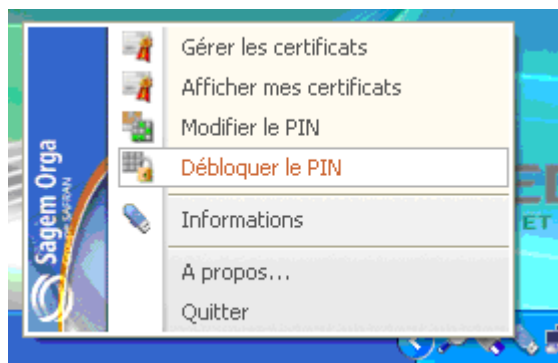 Gérer les certificats
Afficher mes certificats
Modifier le PIN
Débloquer le PIN
Informations
A propos...
Quitter
Sagem Orga
Groupe SAFRAN
ET